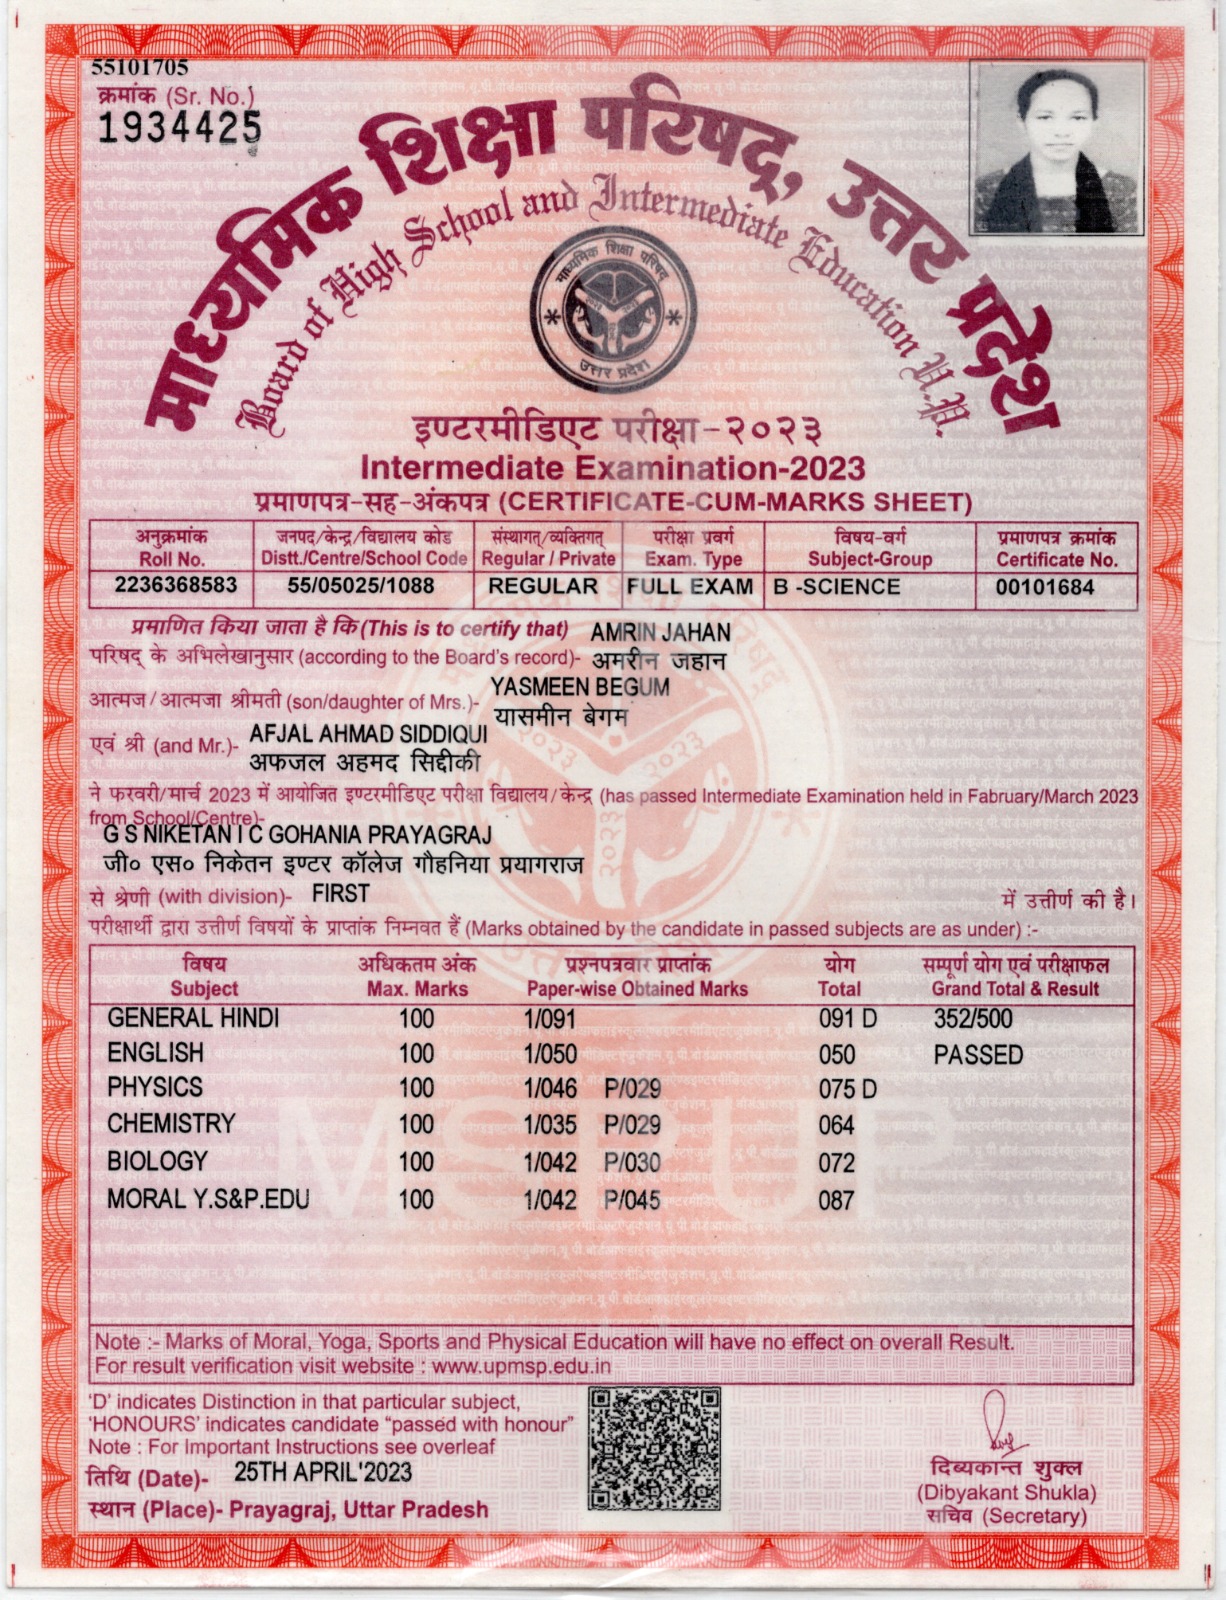 55101705
क्रमांक (Sr. No.)
1934425
माध्यमिक शिक्षा परिषद्, उत्तर प्रदेश
Board of High School and Intermediate Education U.P.
माध्यमिक शिक्षा परिषद
उत्तर प्रदेश
इण्टरमीडिएट परीक्षा-२०२३
Intermediate Examination-2023
प्रमाणपत्र-सह-अंकपत्र (CERTIFICATE-CUM-MARKS SHEET)
अनुक्रमांक जनपद/केन्द्र/विद्यालय कोड संस्थागत्/व्यक्तिगत् परीक्षा प्रवर्ग विषय-वर्ग प्रमाणपत्र क्रमांक
Roll No. Distt./Centre/School Code Regular / Private Exam. Type Subject-Group Certificate No.
2236368583 55/05025/1088 REGULAR FULL EXAM B -SCIENCE 00101684
प्रमाणित किया जाता है कि (This is to certify that) AMRIN JAHAN
परिषद् के अभिलेखानुसार (according to the Board's record)- अमरीन जहान
YASMEEN BEGUM
आत्मज/आत्मजा श्रीमती (son/daughter of Mrs.)-
यासमीन बेगम
AFJAL AHMAD SIDDIQUI
एवं श्री (and Mr.)-
अफजल अहमद सिद्दीकी
ने फरवरी/मार्च 2023 में आयोजित इण्टरमीडिएट परीक्षा विद्यालय/केन्द्र (has passed Intermediate Examination held in Fabruary/March 2023
from School/Centre)-
G S NIKETAN I C GOHANIA PRAYAGRAJ
जी० एस० निकेतन इण्टर कॉलेज गौहनिया प्रयागराज
से श्रेणी (with division)- FIRST में उत्तीर्ण की है।
परीक्षार्थी द्वारा उत्तीर्ण विषयों के प्राप्तांक निम्नवत हैं (Marks obtained by the candidate in passed subjects are as under) :-
विषय अधिकतम अंक प्रश्नपत्रवार प्राप्तांक योग सम्पूर्ण योग एवं परीक्षाफल
Subject Max. Marks Paper-wise Obtained Marks Total Grand Total & Result
GENERAL HINDI 100 1/091 091 D 352/500
ENGLISH 100 1/050 050 PASSED
PHYSICS 100 1/046 P/029 075 D
CHEMISTRY 100 1/035 P/029 064
BIOLOGY 100 1/042 P/030 072
MORAL Y.S&P.EDU 100 1/042 P/045 087
Note :- Marks of Moral, Yoga, Sports and Physical Education will have no effect on overall Result.
For result verification visit website : www.upmsp.edu.in
'D' indicates Distinction in that particular subject,
'HONOURS' indicates candidate "passed with honour"
Note : For Important Instructions see overleaf
तिथि (Date)- 25TH APRIL'2023
स्थान (Place)- Prayagraj, Uttar Pradesh
दिब्यकान्त शुक्ल
(Dibyakant Shukla)
सचिव (Secretary)